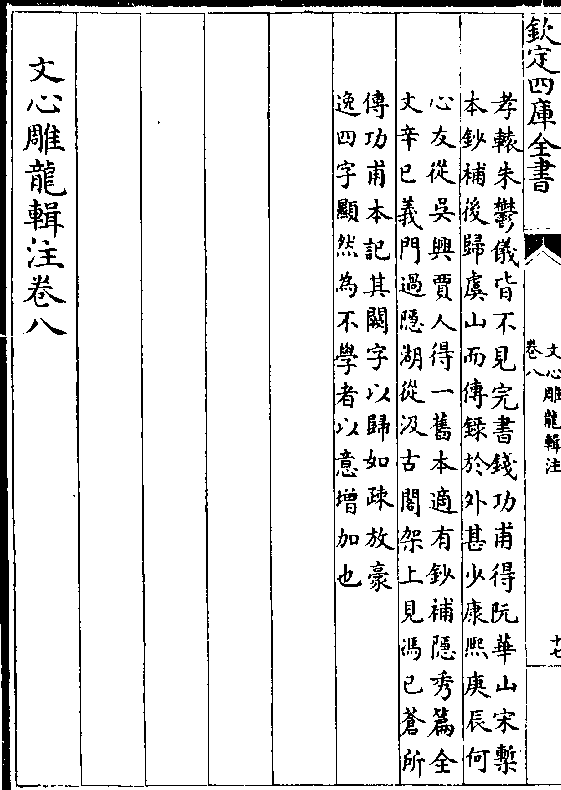 欽定四庫全書
文心雕龍輯注
卷八
十七
孝轅朱鬱儀皆不見完書錢功甫得阮華山宋槧
本鈔補後歸虞山而傳錄於外甚少康熙庚辰何
心友從吳興賈人得一舊本適有鈔補隱秀篇全
文辛巳義門過隱湖從汲古閣架上見馮已蒼所
傳功甫本記其闕字以歸如疎放豪
逸四字顯然為不學者以意增加也
文心雕龍輯注卷八